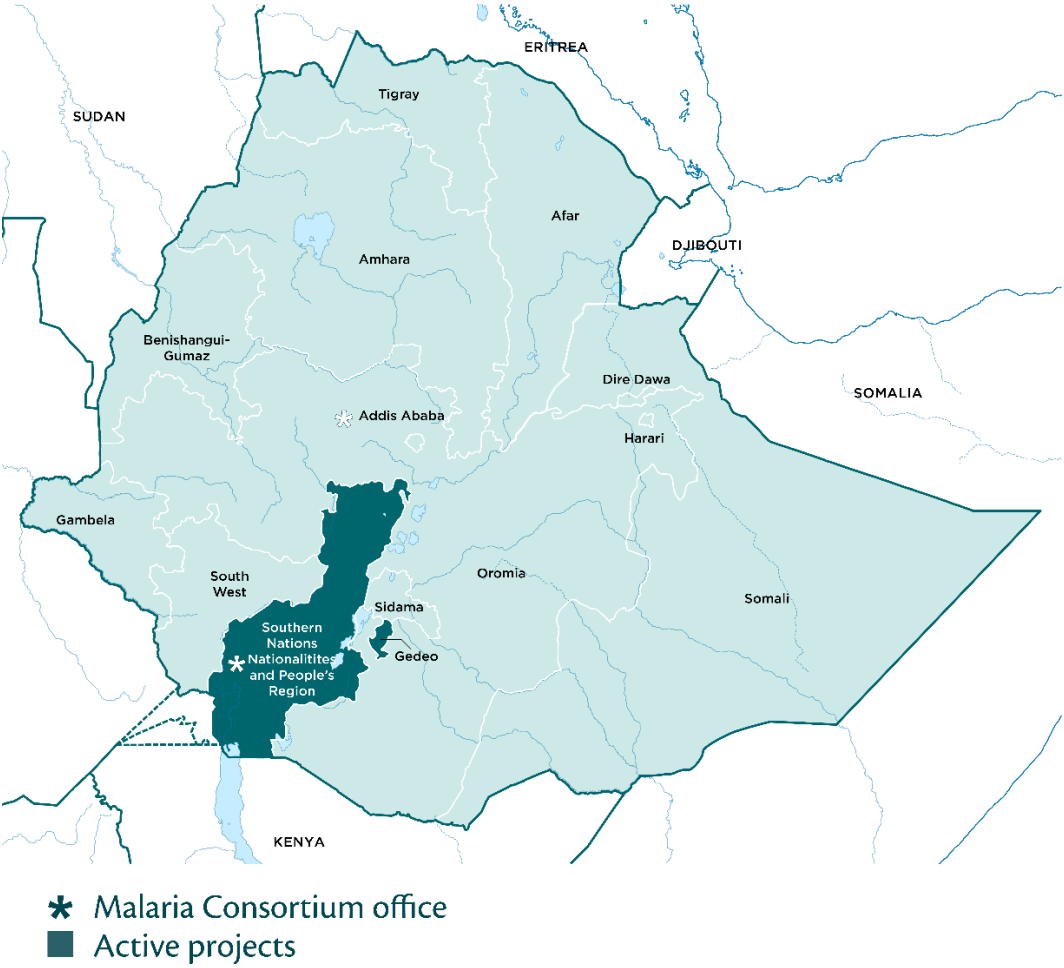 ERITREA
Tigray
SUDAN
Afar
DJIBOUTI
Amhara
Benishangui-
Gumaz
Dire Dawa
SOMALIA
* Addis Ababa
Harari
Gambela
Oromia
South
West
Somali
Sidama
Southern
Nations
* Nationalitites
and People's
Region
Gedeo
KENYA
* Malaria Consortium office
Active projects